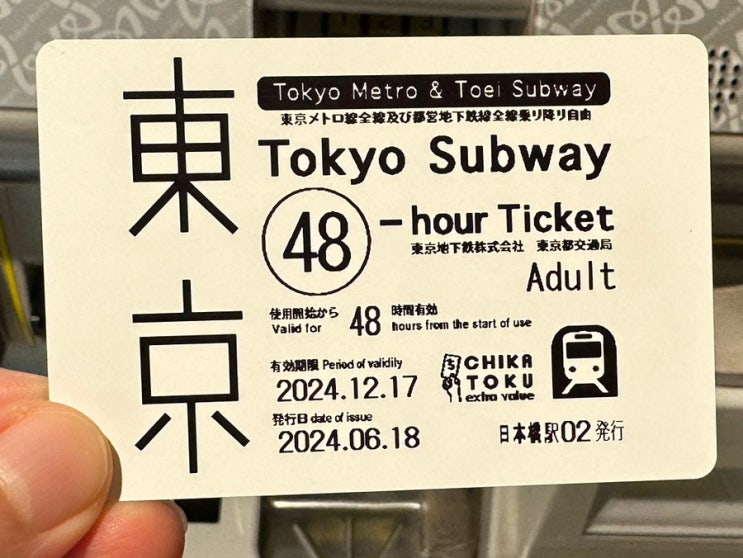 東京
Tokyo Metro & Toei Subway
東京メトロ線全線及び都営地下鉄線全線乗り降り自由
Tokyo Subway
48-hour Ticket
東京地下鉄株式会社 東京都交通局
Adult
使用開始から 48 時間有効
Valid for 48 hours from the start of use
有効期限 Period of validity
2024.12.17
発行日 date of issue
2024.06.18
CHIKA
TOKU
extra value
日本橋駅02発行